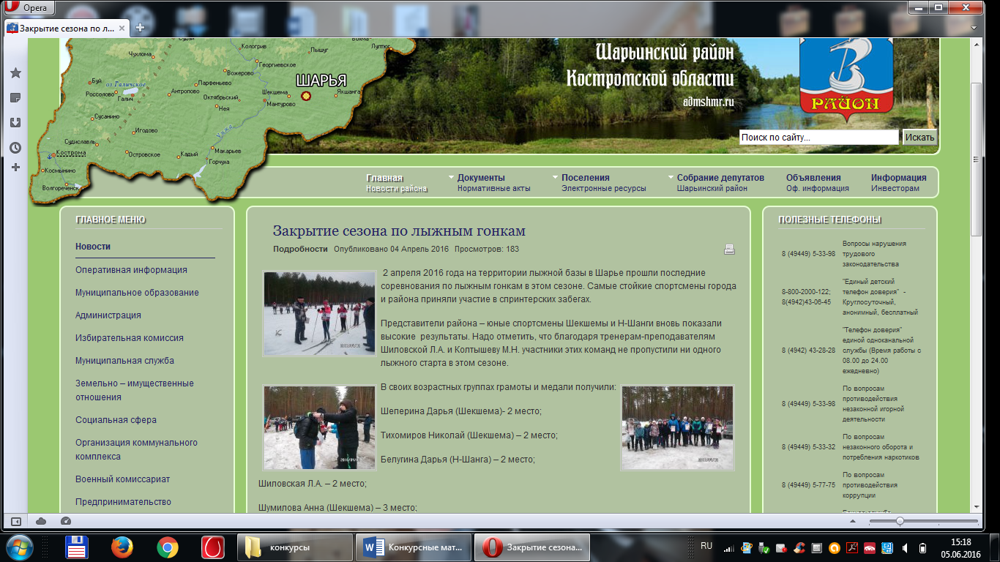 Opera
Закрытие сезона по л...
Чухлома
Кологрив
Пыщуг
Георгиевское
Вожерово
Буй
оз.Галичское
Парфеньево
ШАРЬЯ
Россолово
Галич
Антропово
Октябрьский
Шекшема
Якшанга
Нея
Мантурово
Сусанино
Игодово
Унжа
Судиславль
Макарьев
Кострома
Островское
Кадый
Горчуха
Космынино
Волгореченск
Шарьинский район
Костромской области
admshmr.ru
РАЙОН
Поиск по сайту...
Искать
Главная
Новости района
Документы
Нормативные акты
Поселения
Электронные ресурсы
Собрание депутатов
Шарьинский район
Объявления
Оф. информация
Информация
Инвесторам
ГЛАВНОЕ МЕНЮ
Новости
Оперативная информация
Муниципальное образование
Администрация
Избирательная комиссия
Муниципальная служба
Земельно – имущественные
отношения
Социальная сфера
Организация коммунального
комплекса
Военный комиссариат
Предпринимательство
Закрытие сезона по лыжным гонкам
Подробности Опубликовано 04 Апрель 2016 Просмотров: 183
2 апреля 2016 года на территории лыжной базы в Шарье прошли последние
соревнования по лыжным гонкам в этом сезоне. Самые стойкие спортсмены города
и района приняли участие в спринтерских забегах.
Представители района – юные спортсмены Шекшемы и Н-Шанги вновь показали
высокие результаты. Надо отметить, что благодаря тренерам-преподавателям
Шиловской Л.А. и Колтышеву М.Н. участники этих команд не пропустили ни одного
лыжного старта в этом сезоне.
В своих возрастных группах грамоты и медали получили:
Шеперина Дарья (Шекшема)- 2 место;
Тихомиров Николай (Шекшема) – 2 место;
Белугина Дарья (Н-Шанга) – 2 место;
Шиловская Л.А. – 2 место;
Шумилова Анна (Шекшема) – 3 место;
ПОЛЕЗНЫЕ ТЕЛЕФОНЫ
8 (49449) 5-33-98
Вопросы нарушения
трудового
законодательства
8-800-2000-122;
8(4942)43-06-45
"Единый детский
телефон доверия" -
Круглосуточный,
анонимный, бесплатный
8 (4942) 43-28-28
"Телефон доверия"
единой одноканальной
службы (Время работы с
08.00 до 24.00
ежедневно)
8 (49449) 5-33-98
По вопросам
противодействия
незаконной игорной
деятельности
8 (49449) 5-33-32
По вопросам
незаконного оборота и
потребления наркотиков
8 (49449) 5-77-75
По вопросам
противодействия
коррупции
конкурсы
Конкурсные мат...
Закрытие сезона...
RU
15:18
05.06.2016